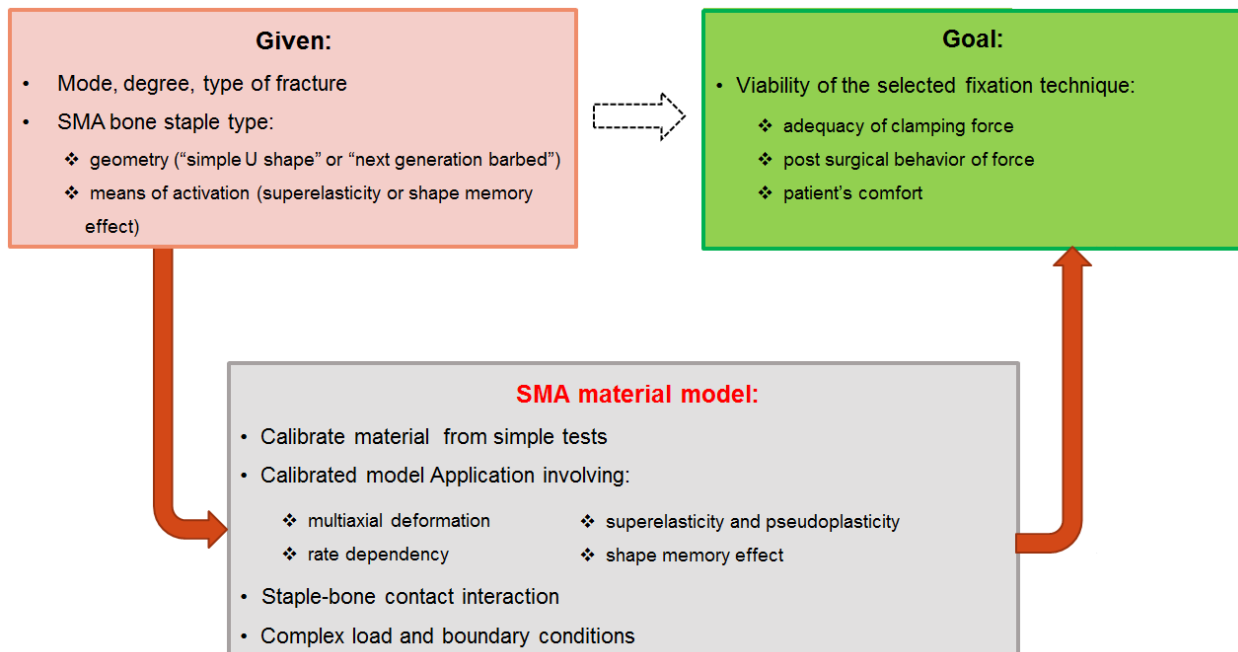 Given:
• Mode, degree, type of fracture
• SMA bone staple type:
❖ geometry (“simple U shape” or “next generation barbed”)
❖ means of activation (superelasticity or shape memory
effect)
Goal:
• Viability of the selected fixation technique:
❖ adequacy of clamping force
❖ post surgical behavior of force
❖ patient’s comfort
SMA material model:
• Calibrate material from simple tests
• Calibrated model Application involving:
❖ multiaxial deformation
❖ rate dependency
❖ superelasticity and pseudoplasticity
❖ shape memory effect
• Staple-bone contact interaction
• Complex load and boundary conditions